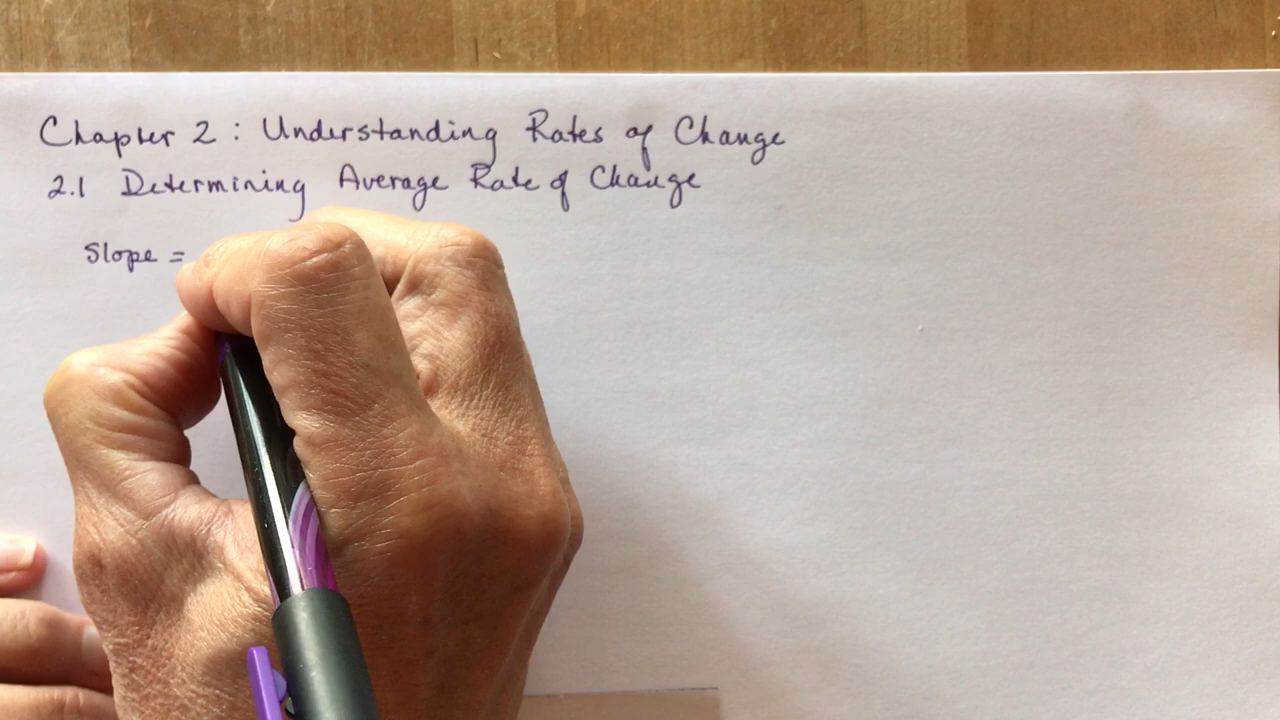 Chapter 2 : Understanding Rates of Change
2.1 Determining Average Rate of Change
Slope =